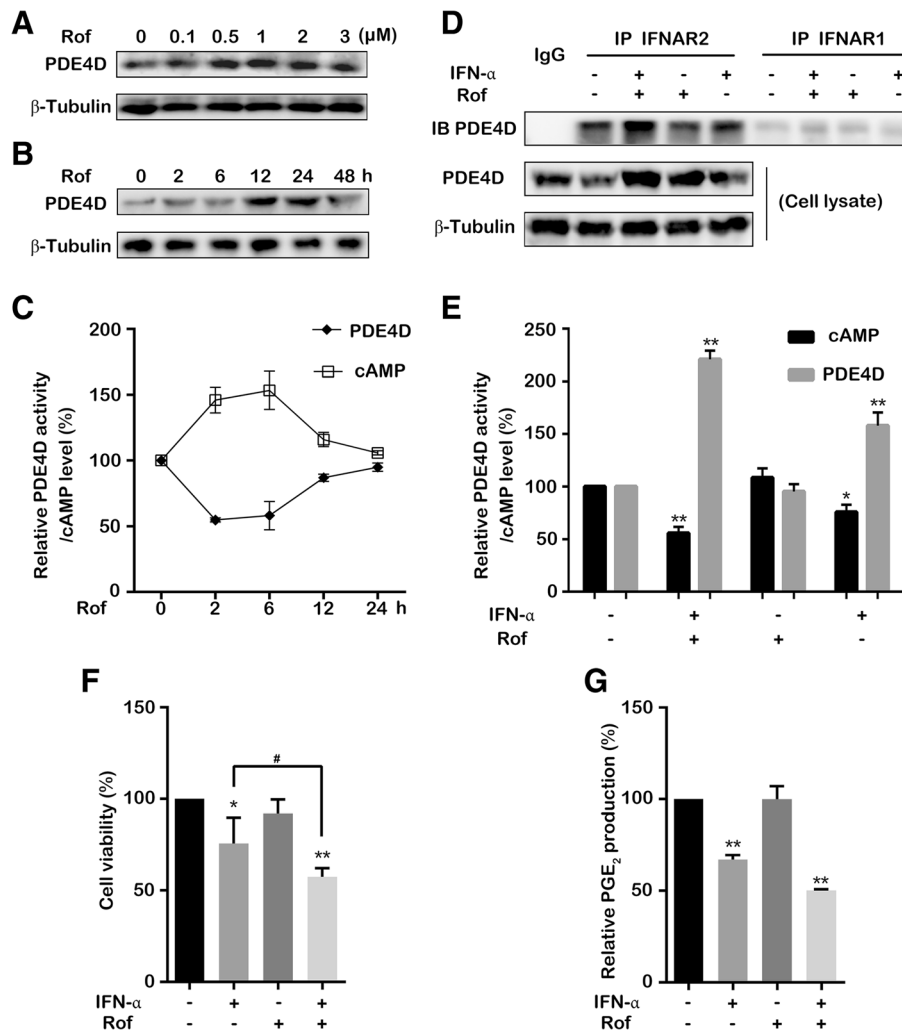 A
Rof 0 0.1 0.5 1 2 3 (μM)
PDE4D
β-Tubulin
B
Rof 0 2 6 12 24 48 h
PDE4D
β-Tubulin
D
IgG IP IFNAR2 IP IFNAR1
IFN-α - + - + - + - +
Rof - + + - - + + -
IB PDE4D
PDE4D
β-Tubulin
(Cell lysate)
C
Relative PDE4D activity
/cAMP level (%)
200
150
100
50
0
PDE4D
cAMP
Rof 0 2 6 12 24 h
E
Relative PDE4D activity
/cAMP level (%)
250
200
150
100
50
0
cAMP
PDE4D
**
**
*
**
IFN-α - + - +
Rof - + + -
F
Cell viability (%)
150
100
50
0
#
*
**
IFN-α - + - +
Rof - - + +
G
Relative PGE₂ production (%)
150
100
50
0
**
**
IFN-α - + - +
Rof - - + +